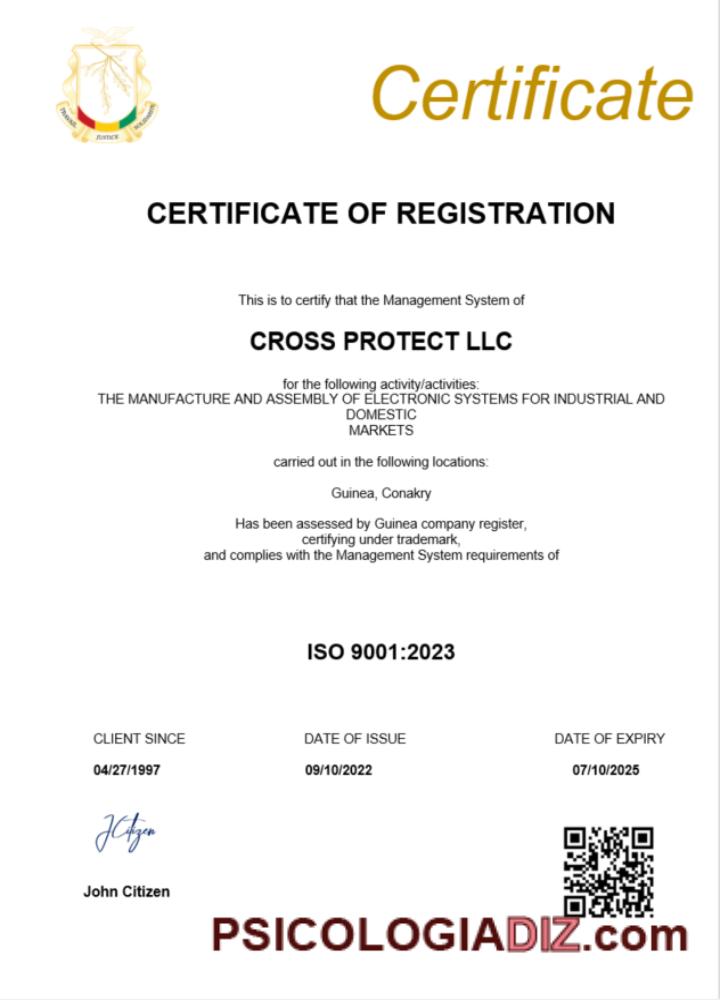 TRAVAIL
JUSTICE
SOLIDARITE
Certificate
CERTIFICATE OF REGISTRATION
This is to certify that the Management System of
CROSS PROTECT LLC
for the following activity/activities:
THE MANUFACTURE AND ASSEMBLY OF ELECTRONIC SYSTEMS FOR INDUSTRIAL AND
DOMESTIC
MARKETS
carried out in the following locations:
Guinea, Conakry
Has been assessed by Guinea company register,
certifying under trademark,
and complies with the Management System requirements of
ISO 9001:2023
CLIENT SINCE DATE OF ISSUE DATE OF EXPIRY
04/27/1997 09/10/2022 07/10/2025
JCitizen
John Citizen
PSICOLOGIADIZ.com